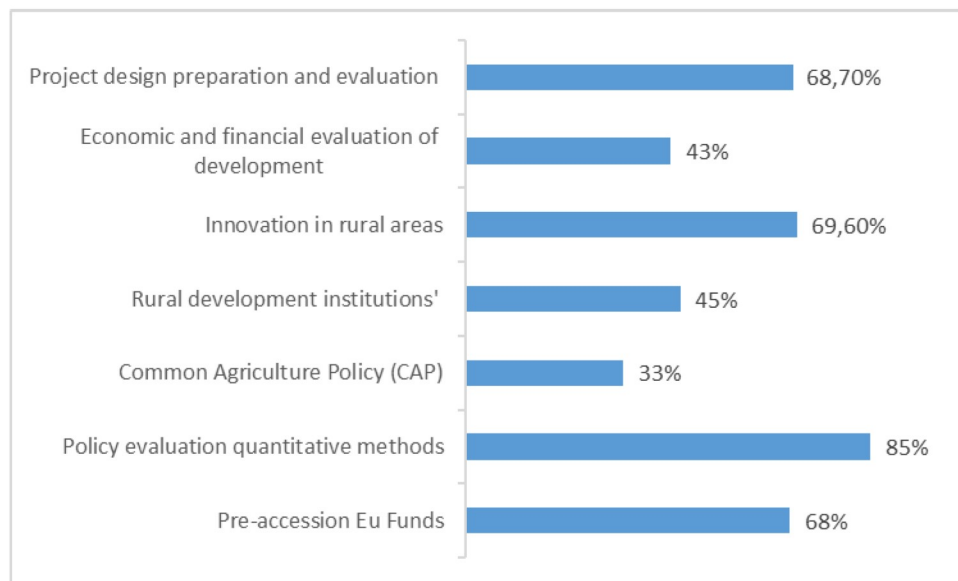 Project design preparation and evaluation
68,70%
Economic and financial evaluation of
development
43%
Innovation in rural areas
69,60%
Rural development institutions'
45%
Common Agriculture Policy (CAP)
33%
Policy evaluation quantitative methods
85%
Pre-accession Eu Funds
68%